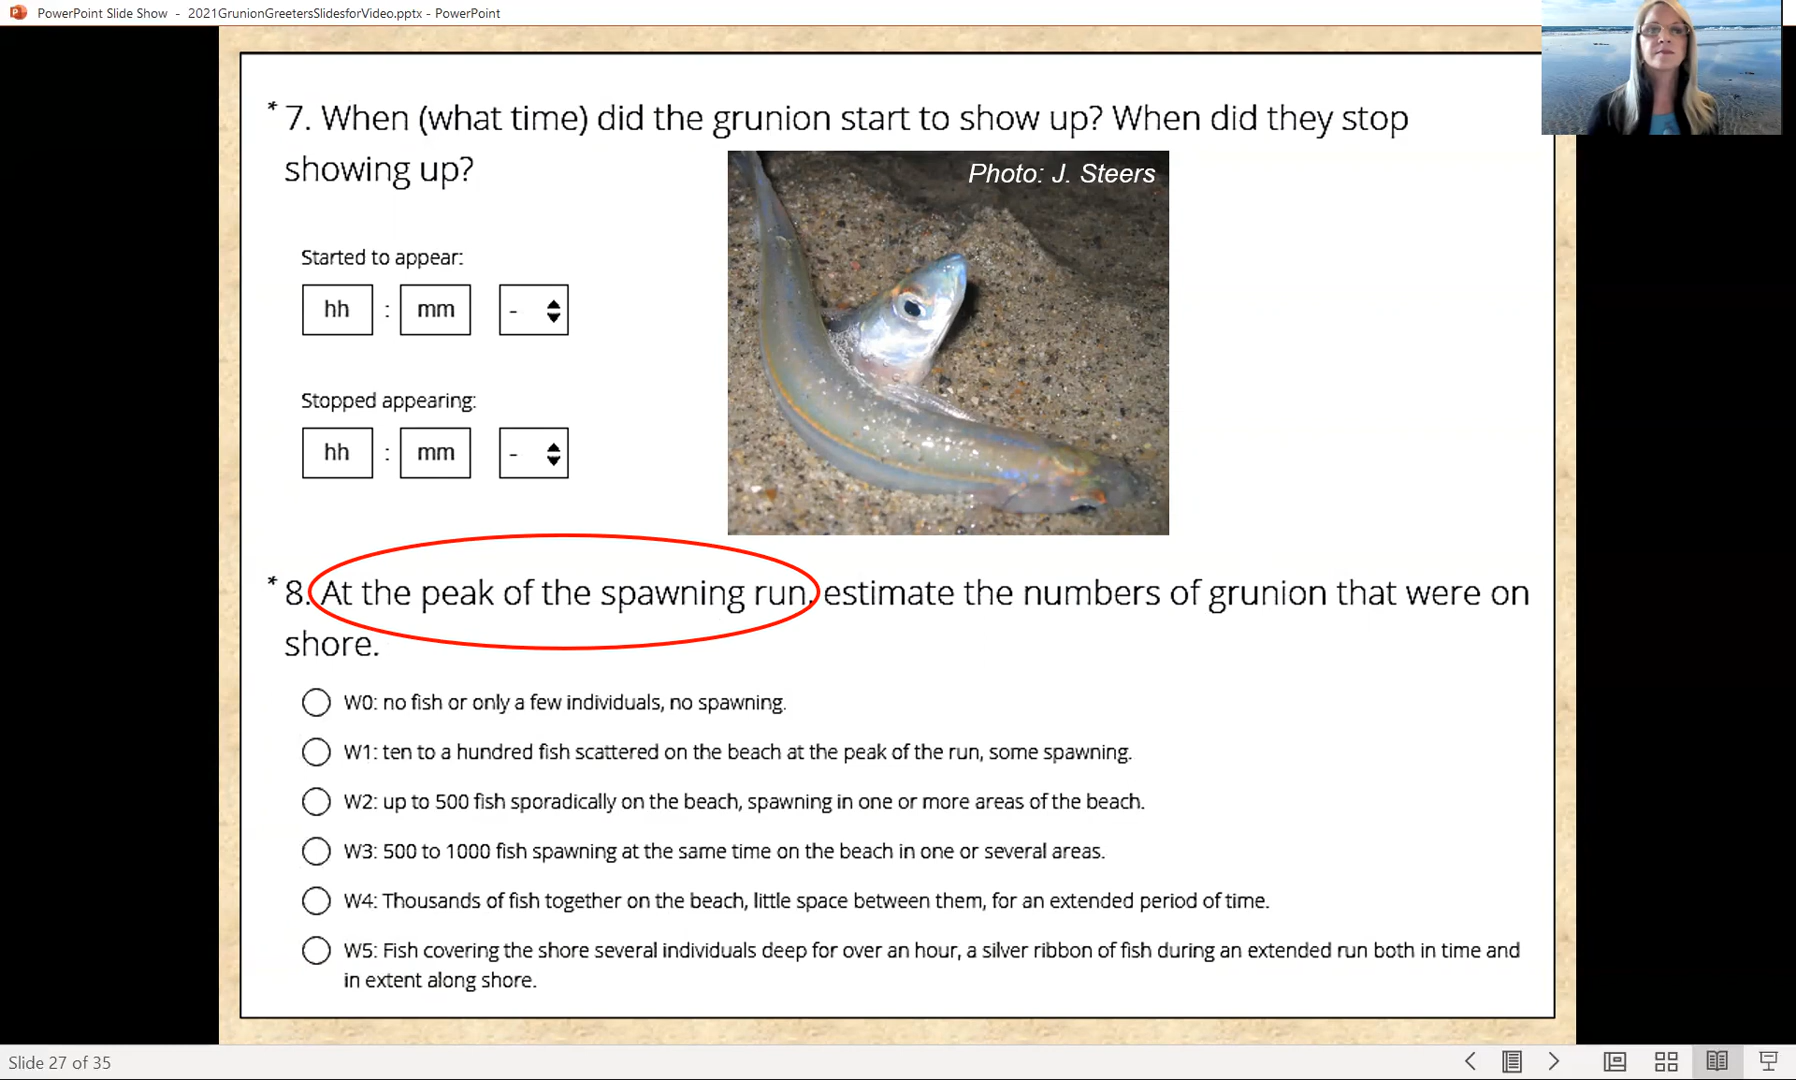 PowerPoint Slide Show - 2021GrunionGreetersSlidesforVideo.pptx - PowerPoint
* 7. When (what time) did the grunion start to show up? When did they stop
showing up?
Photo: J. Steers
Started to appear:
hh : mm -
Stopped appearing:
hh : mm -
* 8. At the peak of the spawning run, estimate the numbers of grunion that were on
shore.
W0: no fish or only a few individuals, no spawning.
W1: ten to a hundred fish scattered on the beach at the peak of the run, some spawning.
W2: up to 500 fish sporadically on the beach, spawning in one or more areas of the beach.
W3: 500 to 1000 fish spawning at the same time on the beach in one or several areas.
W4: Thousands of fish together on the beach, little space between them, for an extended period of time.
W5: Fish covering the shore several individuals deep for over an hour, a silver ribbon of fish during an extended run both in time and
in extent along shore.
Slide 27 of 35